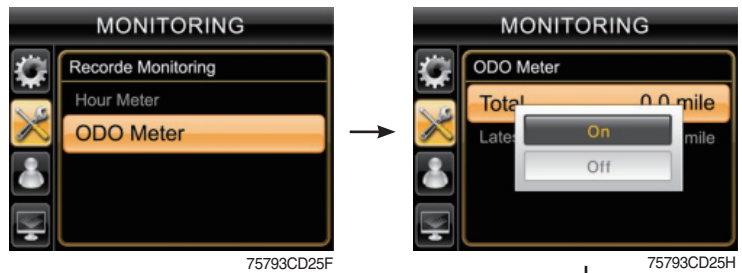 MONITORING
Recorde Monitoring
Hour Meter
ODO Meter
75793CD25F
MONITORING
ODO Meter
Total 0.0 mile
Late mile
On
Off
75793CD25H